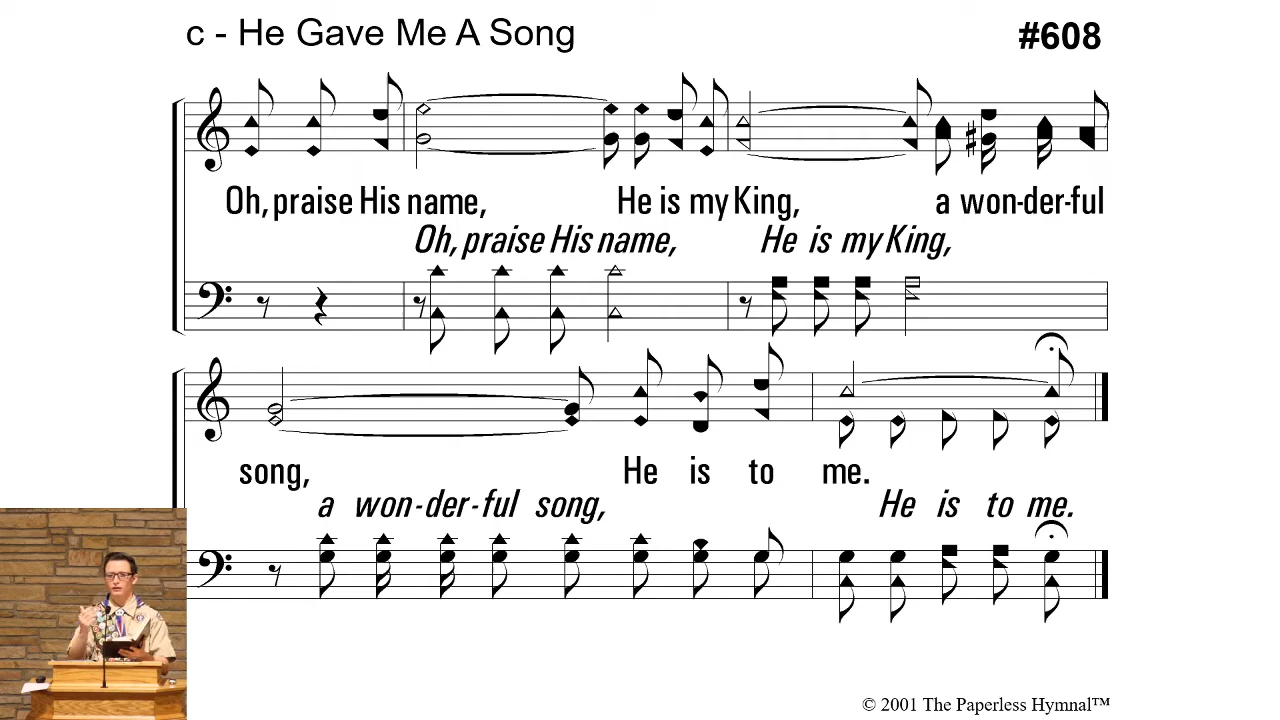 c - He Gave Me A Song
#608
Oh, praise His name, He is my King, a won-der-ful
Oh, praise His name, He is my King,
song, He is to me.
a won-der-ful song, He is to me.
© 2001 The Paperless Hymnal™